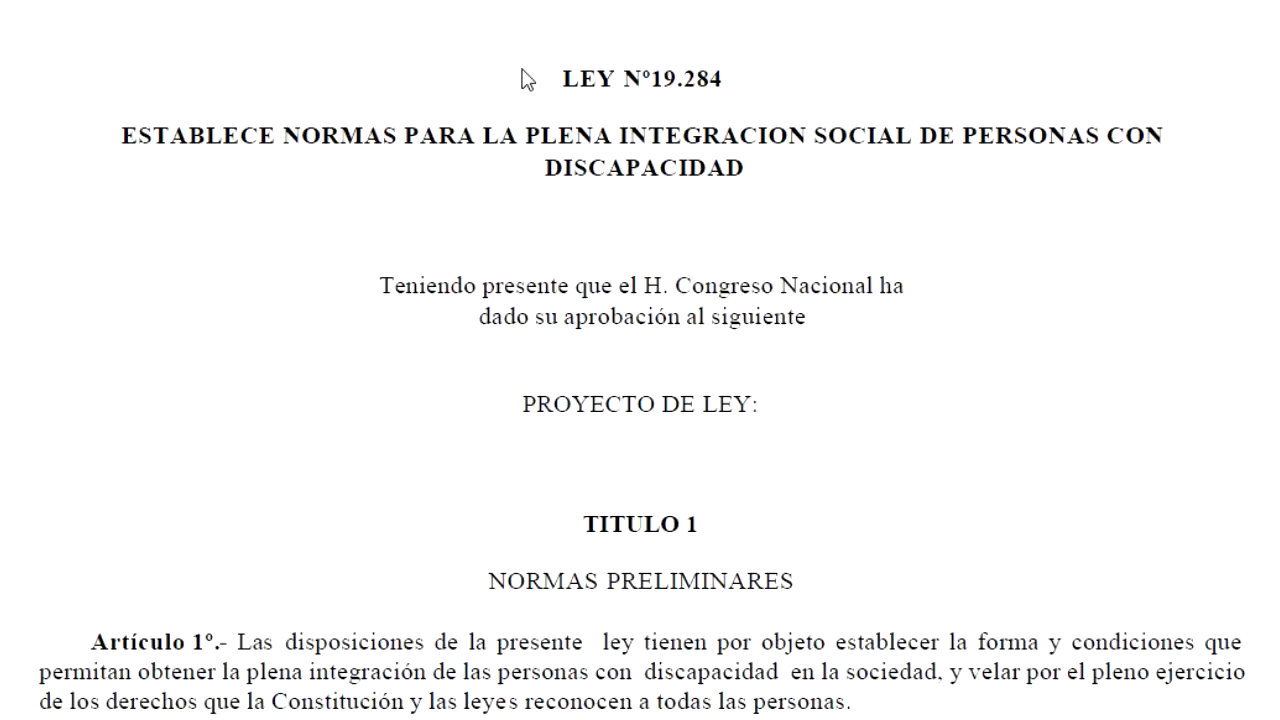 LEY Nº19.284
ESTABLECE NORMAS PARA LA PLENA INTEGRACION SOCIAL DE PERSONAS CON
DISCAPACIDAD
Teniendo presente que el H. Congreso Nacional ha
dado su aprobación al siguiente
PROYECTO DE LEY:
TITULO 1
NORMAS PRELIMINARES
Artículo 1º.- Las disposiciones de la presente ley tienen por objeto establecer la forma y condiciones que
permitan obtener la plena integración de las personas con discapacidad en la sociedad, y velar por el pleno ejercicio
de los derechos que la Constitución y las leyes reconocen a todas las personas.